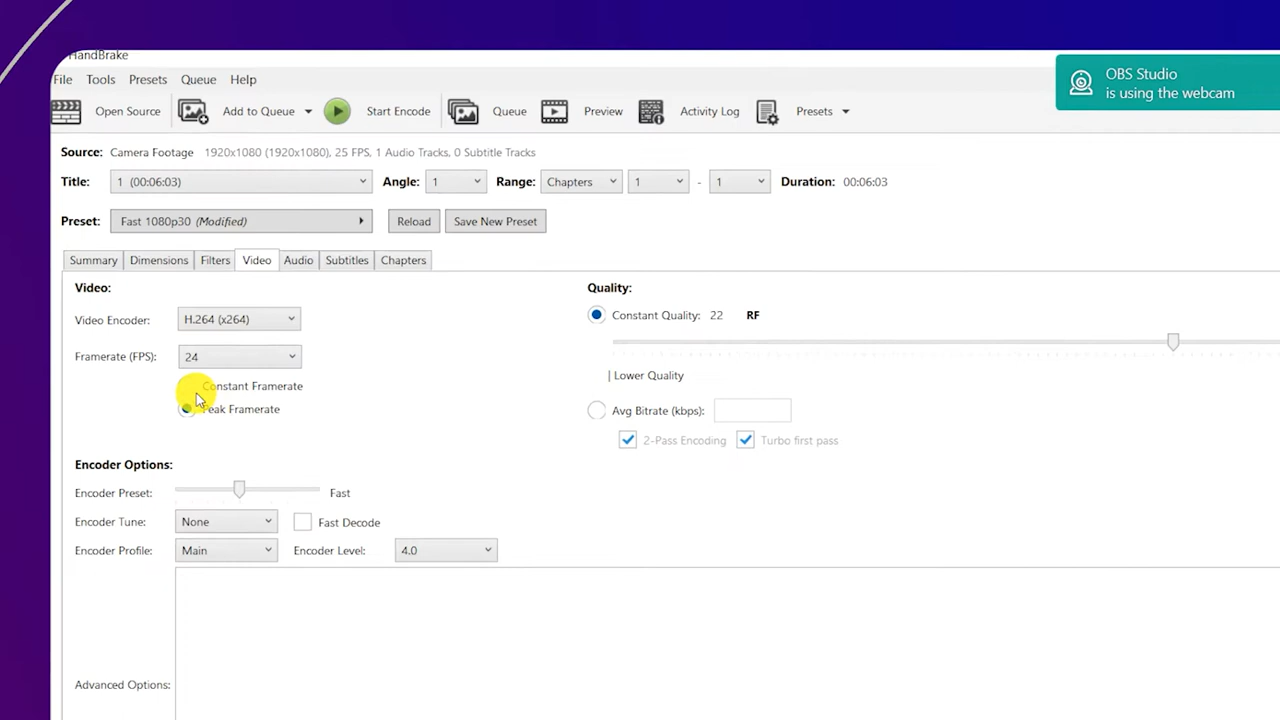 HandBrake
File Tools Presets Queue Help
OBS Studio
is using the webcam
Open Source Add to Queue Start Encode Queue Preview Activity Log Presets
Source: Camera Footage 1920x1080 (1920x1080), 25 FPS, 1 Audio Tracks, 0 Subtitle Tracks
Title: 1 (00:06:03) Angle: 1 Range: Chapters 1 - 1 Duration: 00:06:03
Preset: Fast 1080p30 (Modified) Reload Save New Preset
Summary Dimensions Filters Video Audio Subtitles Chapters
Video: Quality:
Video Encoder: H.264 (x264) Constant Quality: 22 RF
Framerate (FPS): 24
| Lower Quality
Constant Framerate
Peak Framerate Avg Bitrate (kbps):
2-Pass Encoding Turbo first pass
Encoder Options:
Encoder Preset: Fast
Encoder Tune: None Fast Decode
Encoder Profile: Main Encoder Level: 4.0
Advanced Options: